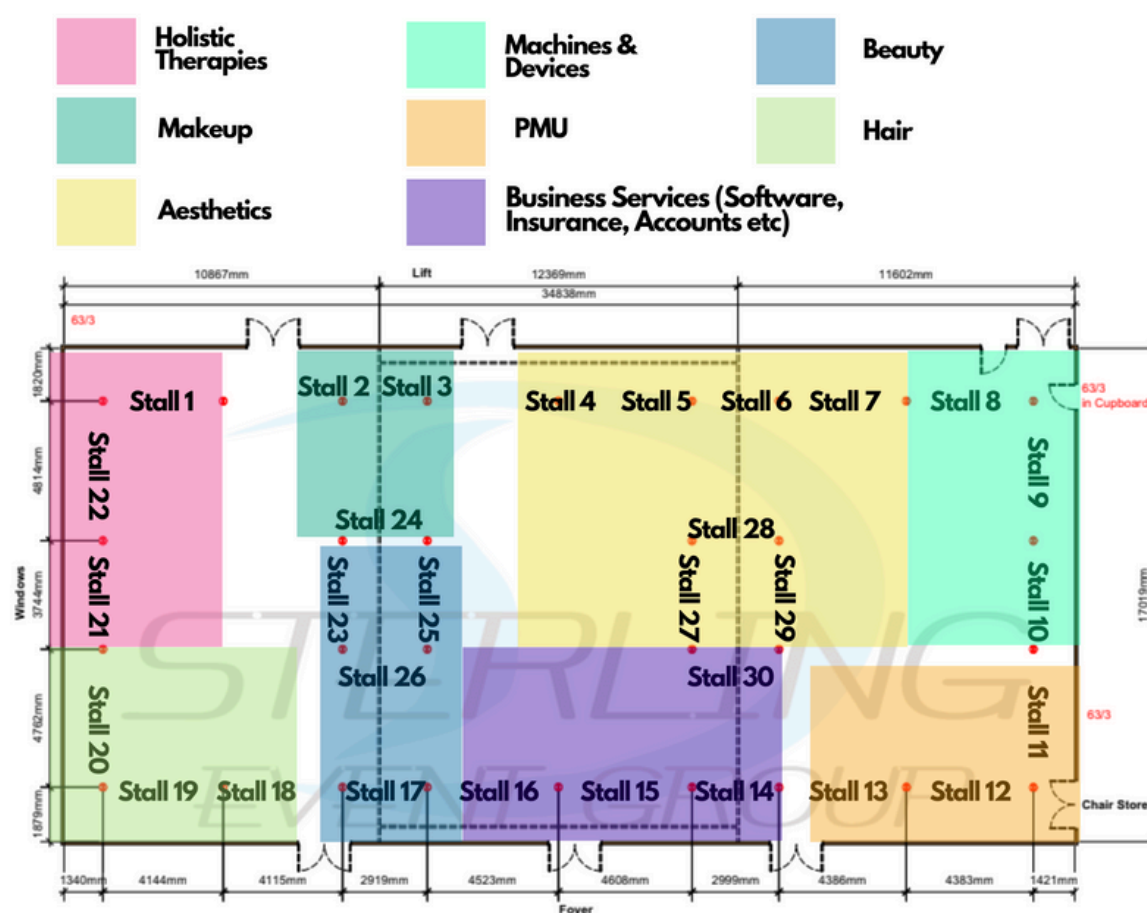 Holistic
Therapies
Machines &
Devices
Beauty
Makeup
PMU
Hair
Aesthetics
Business Services (Software,
Insurance, Accounts etc)
10867mm
Lift
12369mm
11602mm
34838mm
63/3
1820mm
Stall 1
Stall 2
Stall 3
Stall 4
Stall 5
Stall 6
Stall 7
Stall 8
63/3
in Cupboard
4814mm
Stall 22
Stall 9
Stall 24
Stall 28
Windows
3744mm
Stall 21
Stall 23
Stall 25
Stall 27
Stall 29
Stall 10
17019mm
STERLING
Stall 26
Stall 30
4762mm
Stall 20
Stall 11
63/3
EVENT GROUP
1879mm
Stall 19
Stall 18
Stall 17
Stall 16
Stall 15
Stall 14
Stall 13
Stall 12
Chair Store
1340mm
4144mm
4115mm
2919mm
4523mm
4608mm
2999mm
4386mm
4383mm
1421mm
Foyer